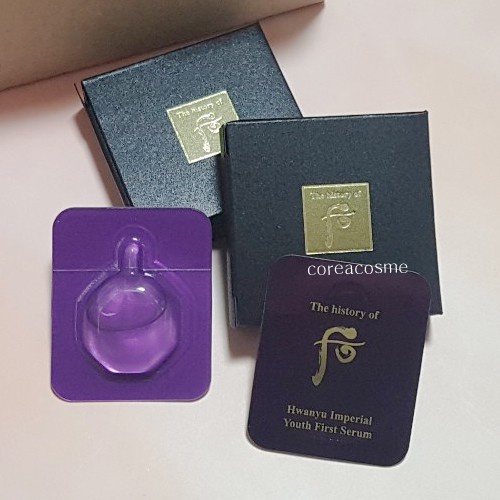 The history of
The history of
coreacosme
The history of
Hwanyu Imperial
Youth First Serum